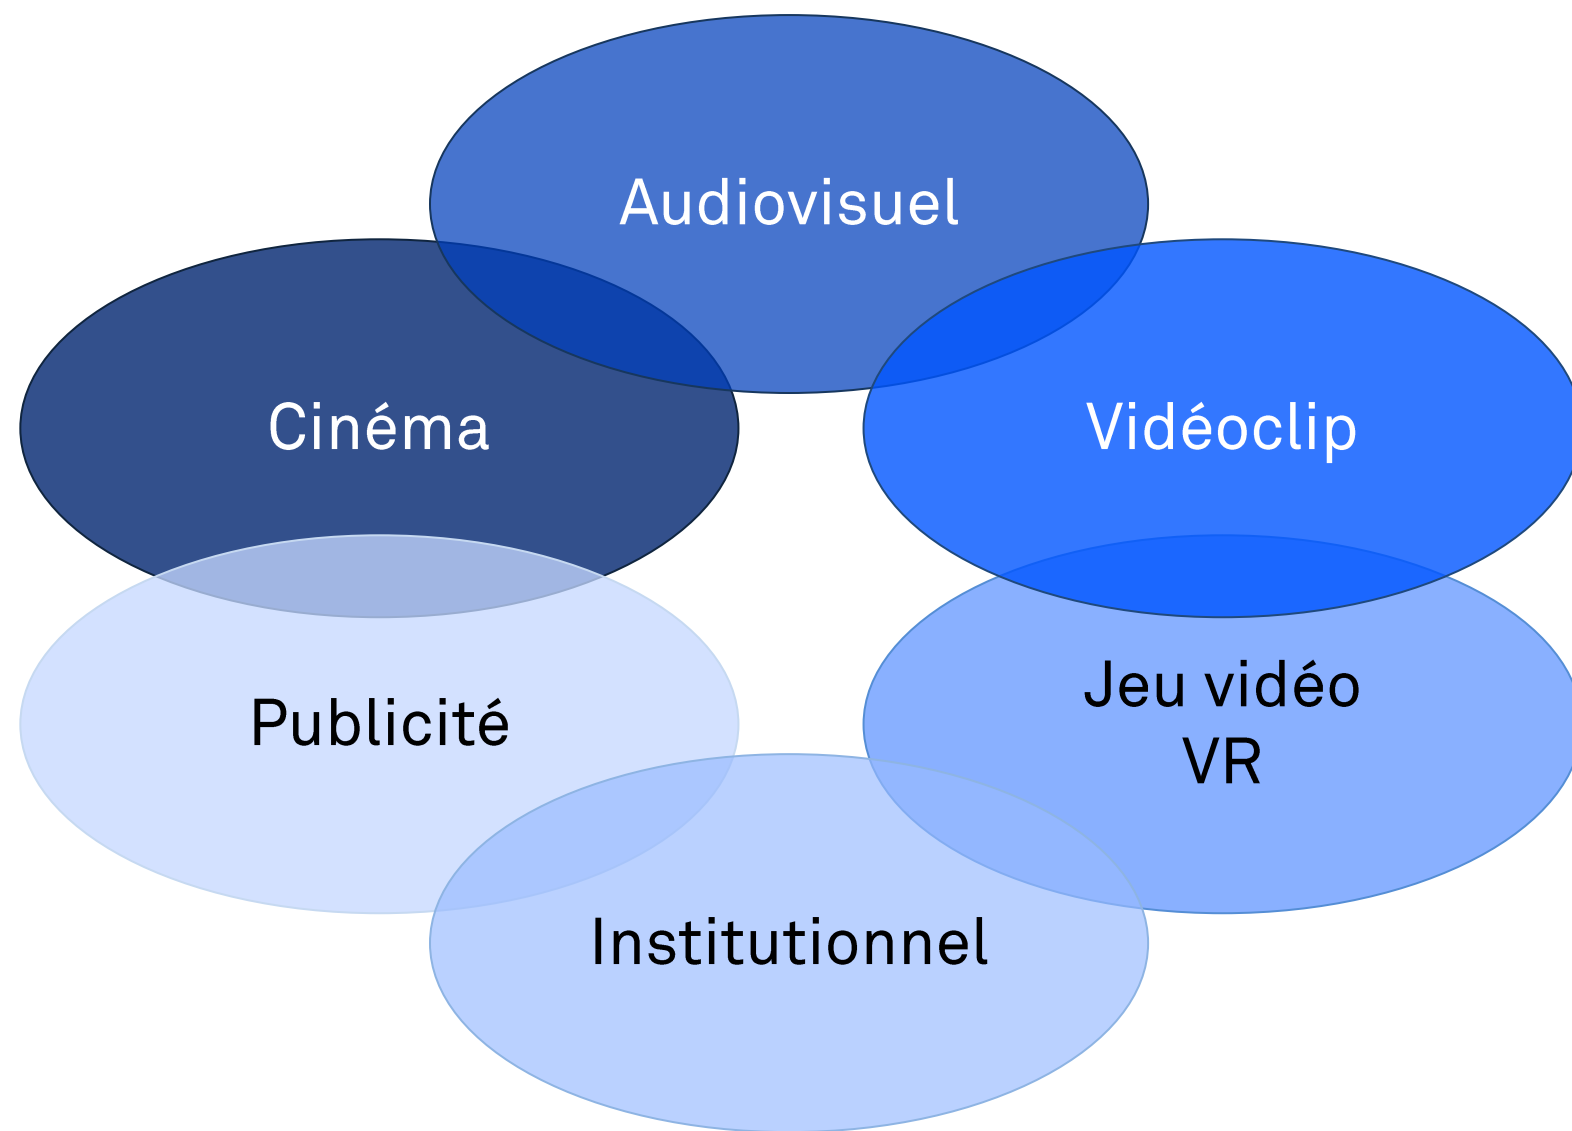 Audiovisuel
Cinéma
Vidéoclip
Publicité
Jeu vidéo
VR
Institutionnel